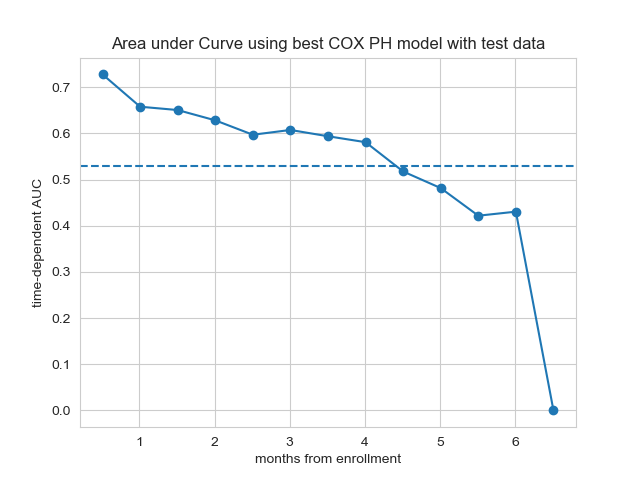 Area under Curve using best COX PH model with test data
time-dependent AUC
0.7
0.6
0.5
0.4
0.3
0.2
0.1
0.0
1 2 3 4 5 6
months from enrollment